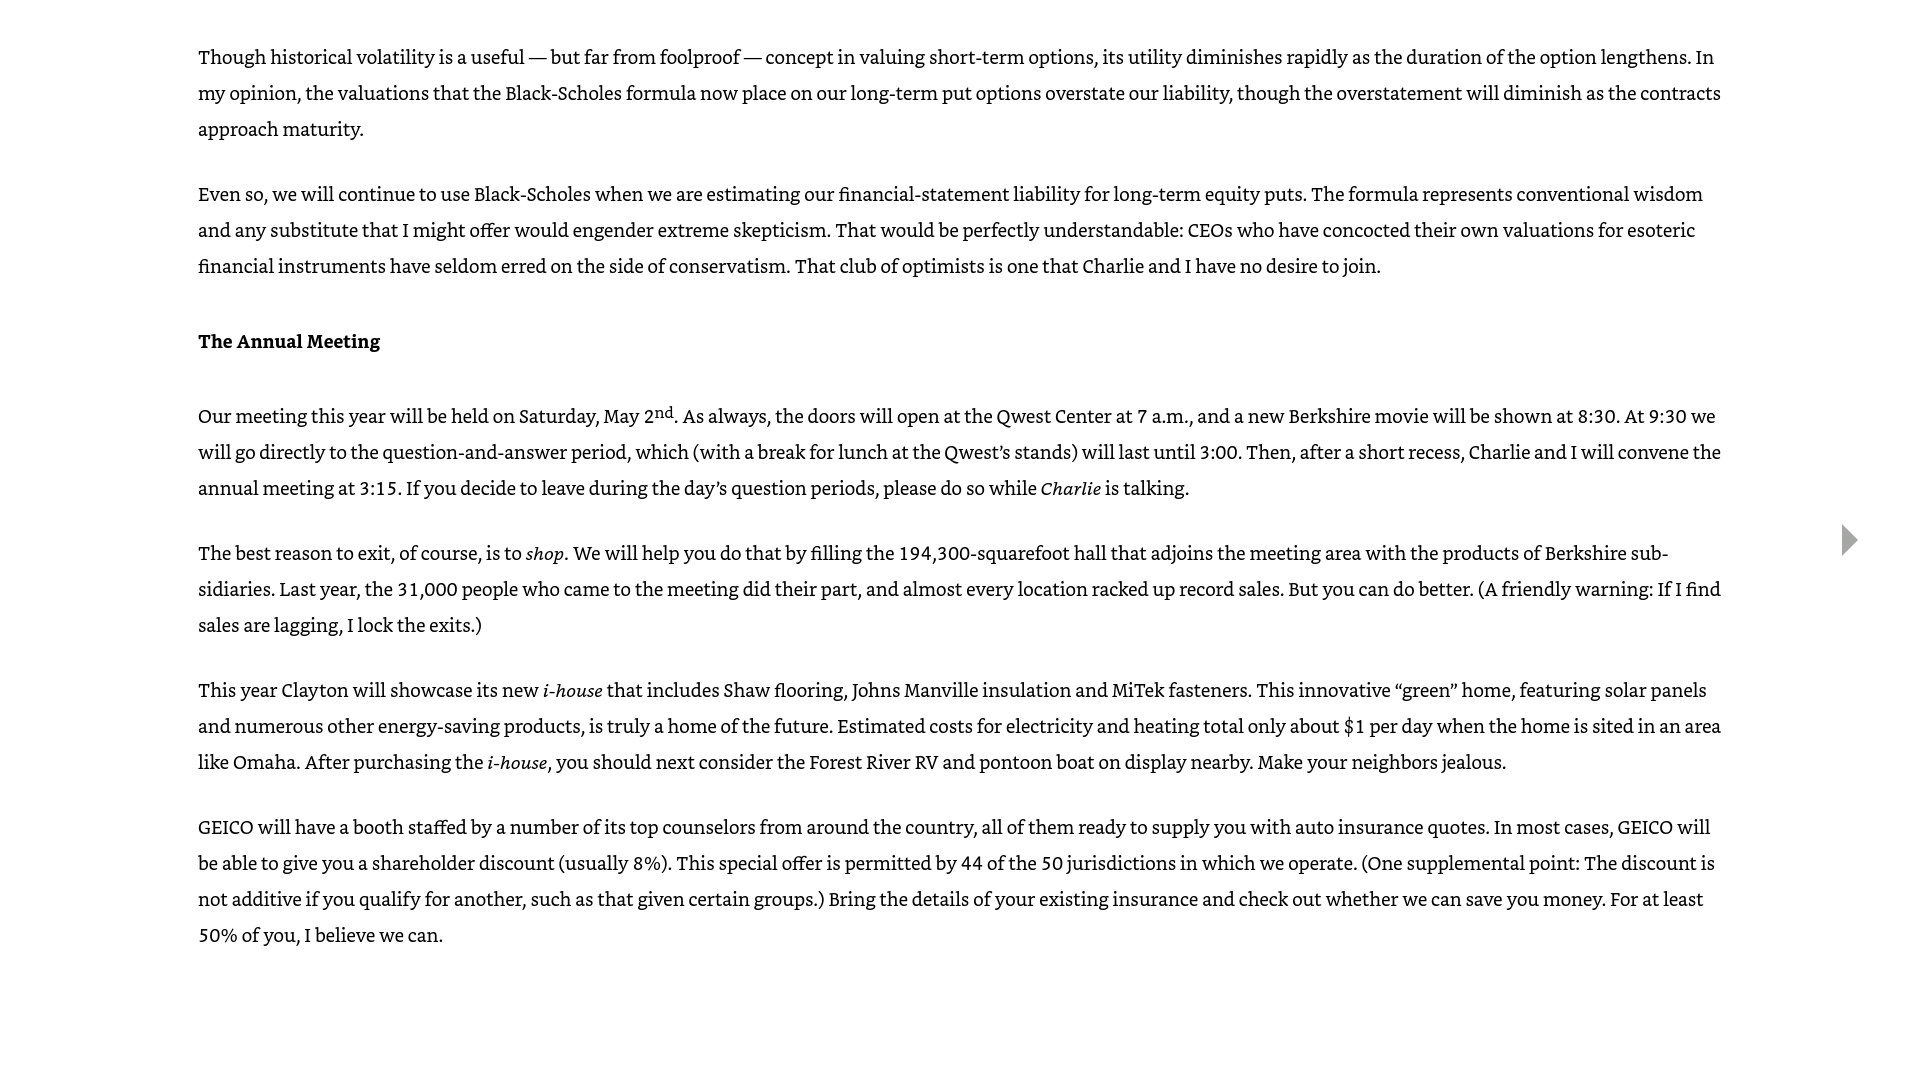 Though historical volatility is a useful — but far from foolproof — concept in valuing short-term options, its utility diminishes rapidly as the duration of the option lengthens. In
my opinion, the valuations that the Black-Scholes formula now place on our long-term put options overstate our liability, though the overstatement will diminish as the contracts
approach maturity.
Even so, we will continue to use Black-Scholes when we are estimating our financial-statement liability for long-term equity puts. The formula represents conventional wisdom
and any substitute that I might offer would engender extreme skepticism. That would be perfectly understandable: CEOs who have concocted their own valuations for esoteric
financial instruments have seldom erred on the side of conservatism. That club of optimists is one that Charlie and I have no desire to join.
The Annual Meeting
Our meeting this year will be held on Saturday, May 2nd. As always, the doors will open at the Qwest Center at 7 a.m., and a new Berkshire movie will be shown at 8:30. At 9:30 we
will go directly to the question-and-answer period, which (with a break for lunch at the Qwest’s stands) will last until 3:00. Then, after a short recess, Charlie and I will convene the
annual meeting at 3:15. If you decide to leave during the day’s question periods, please do so while Charlie is talking.
The best reason to exit, of course, is to shop. We will help you do that by filling the 194,300-squarefoot hall that adjoins the meeting area with the products of Berkshire sub-
sidiaries. Last year, the 31,000 people who came to the meeting did their part, and almost every location racked up record sales. But you can do better. (A friendly warning: If I find
sales are lagging, I lock the exits.)
This year Clayton will showcase its new i-house that includes Shaw flooring, Johns Manville insulation and MiTek fasteners. This innovative “green” home, featuring solar panels
and numerous other energy-saving products, is truly a home of the future. Estimated costs for electricity and heating total only about $1 per day when the home is sited in an area
like Omaha. After purchasing the i-house, you should next consider the Forest River RV and pontoon boat on display nearby. Make your neighbors jealous.
GEICO will have a booth staffed by a number of its top counselors from around the country, all of them ready to supply you with auto insurance quotes. In most cases, GEICO will
be able to give you a shareholder discount (usually 8%). This special offer is permitted by 44 of the 50 jurisdictions in which we operate. (One supplemental point: The discount is
not additive if you qualify for another, such as that given certain groups.) Bring the details of your existing insurance and check out whether we can save you money. For at least
50% of you, I believe we can.